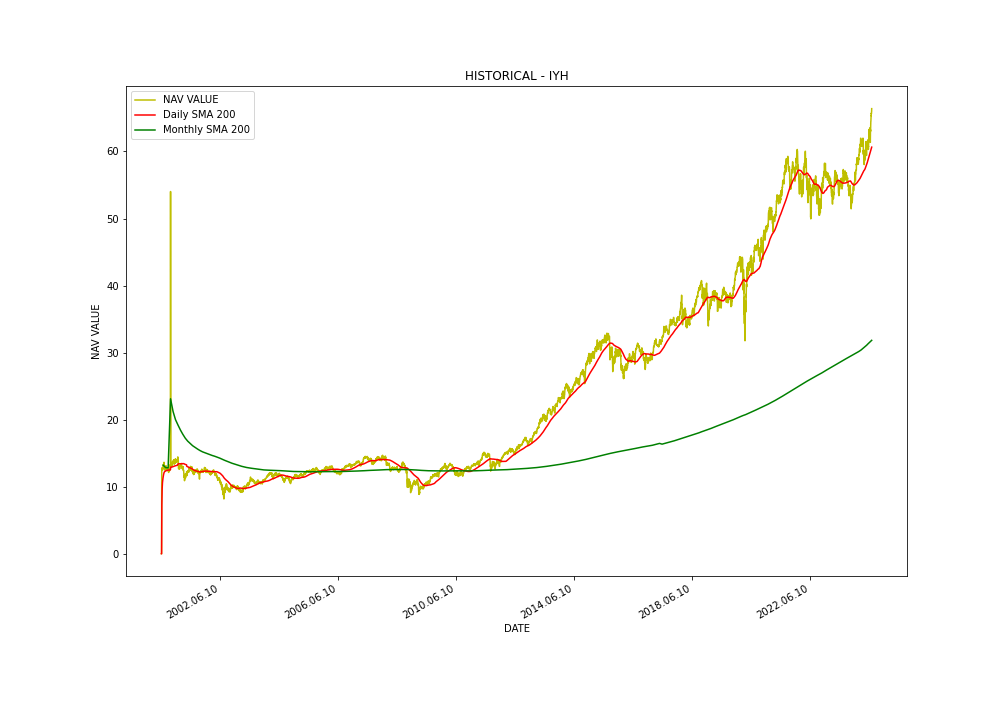 HISTORICAL - IYH
NAV VALUE
Daily SMA 200
Monthly SMA 200
NAV VALUE
60
50
40
30
20
10
0
2002.06.10
2006.06.10
2010.06.10
2014.06.10
2018.06.10
2022.06.10
DATE